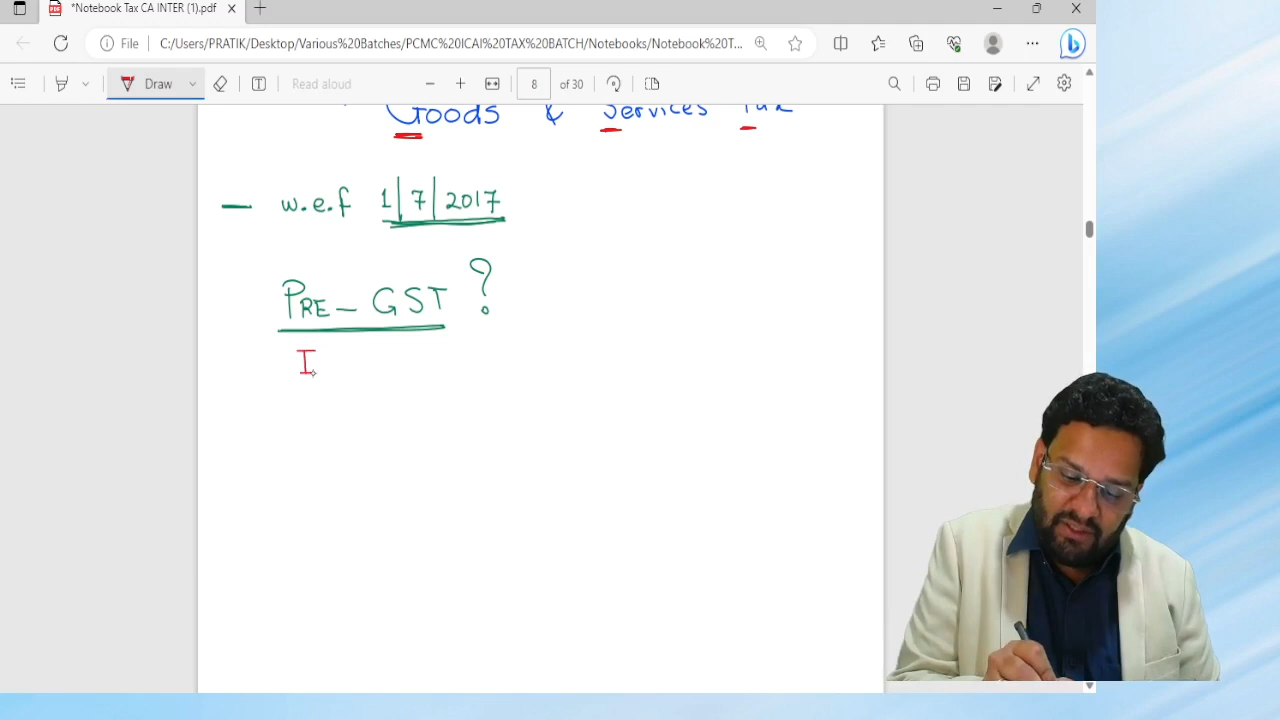 *Notebook Tax CA INTER (1).pdf
File C:/Users/PRATIK/Desktop/Various%20Batches/PCMC%20ICAI%20TAX%20BATCH/Notebooks/Notebook%20T...
Draw Read aloud 8 of 30
Goods & Services Tax
— w.e.f 1|7|2017
PRE - GST ?
I